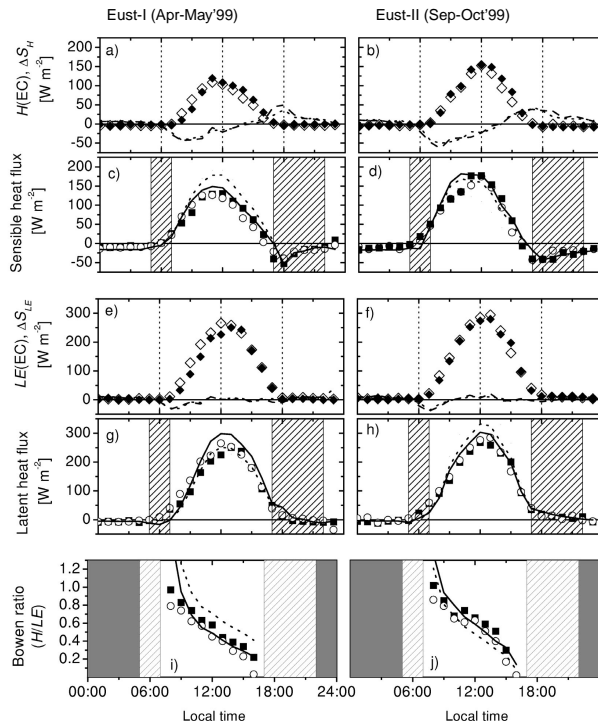 Eust-I (Apr-May'99) Eust-II (Sep-Oct'99)
H(EC), ΔS_H
[W m⁻²]
200
150
100
50
0
-50
a)
b)
Sensible heat flux
[W m⁻²]
200
150
100
50
0
-50
c)
d)
LE(EC), ΔS_LE
[W m⁻²]
300
200
100
0
e)
f)
Latent heat flux
[W m⁻²]
300
200
100
0
g)
h)
Bowen ratio
(H/LE)
1.2
1.0
0.8
0.6
0.4
0.2
i)
j)
00:00 06:00 12:00 18:00 24:00 06:00 12:00 18:00
Local time Local time